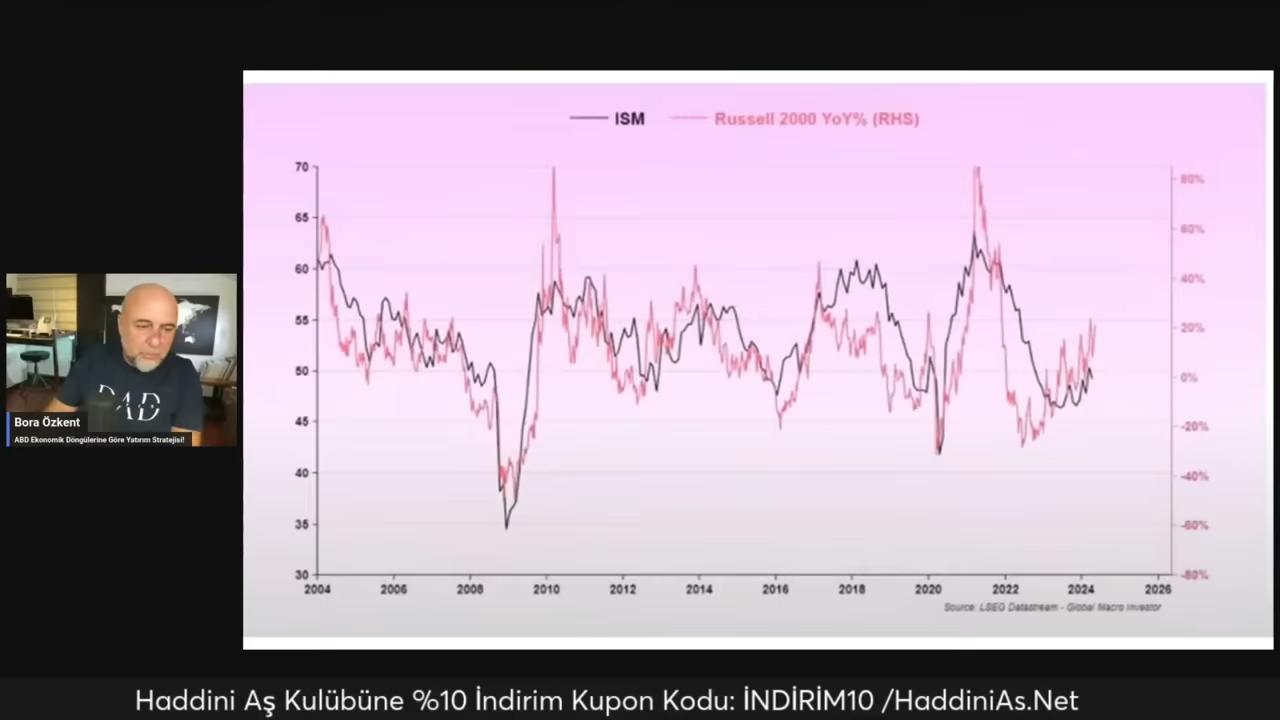 ISM Russell 2000 YoY% (RHS)
70
65
60
55
50
45
40
35
30
80%
60%
40%
20%
0%
-20%
-40%
-60%
-80%
2004 2006 2008 2010 2012 2014 2016 2018 2020 2022 2024 2026
Source: LSEG Datastream - Global Macro Investor
DAD
Bora Özkent
ABD Ekonomik Döngülerine Göre Yatırım Stratejisi!
Haddini Aş Kulübüne %10 İndirim Kupon Kodu: İNDİRİM10 /HaddiniAs.Net